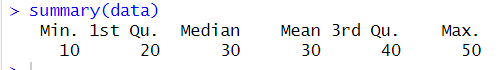 > summary(data)
Min. 1st Qu. Median Mean 3rd Qu. Max.
10 20 30 30 40 50
>